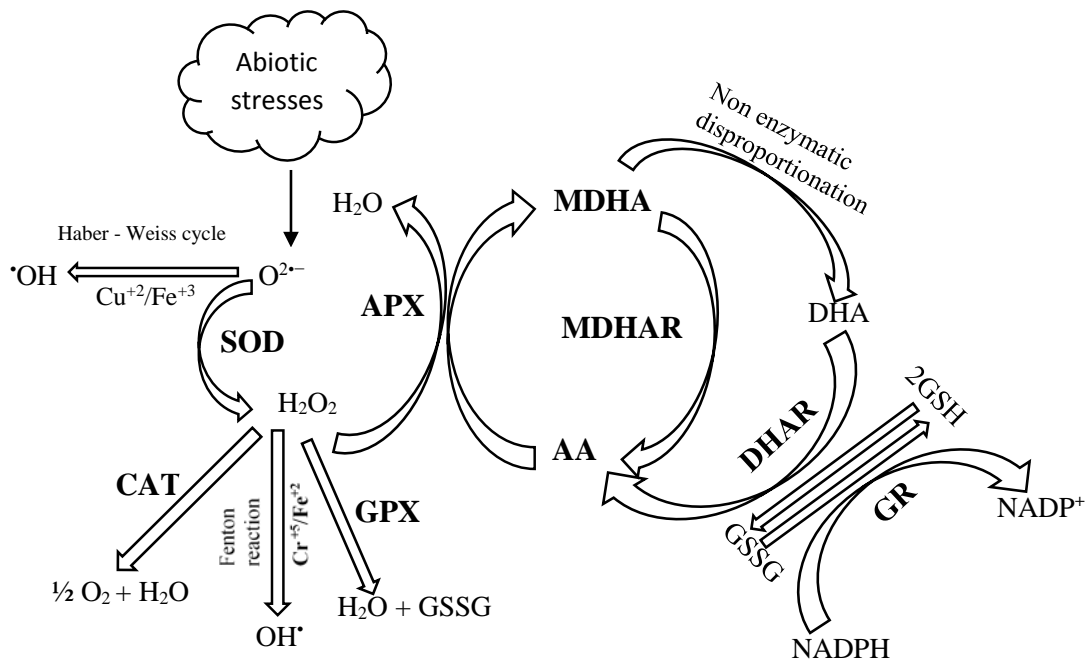 Abiotic
stresses
Non enzymatic
disproportionation
H₂O
MDHA
Haber - Weiss cycle
•OH
O²•−
Cu⁺²/Fe⁺³
APX
MDHAR
DHA
SOD
H₂O₂
2GSH
DHAR
AA
CAT
GPX
Fenton
reaction
Cr⁺⁵/Fe⁺²
GR
NADP⁺
GSSG
½ O₂ + H₂O
H₂O + GSSG
OH•
NADPH